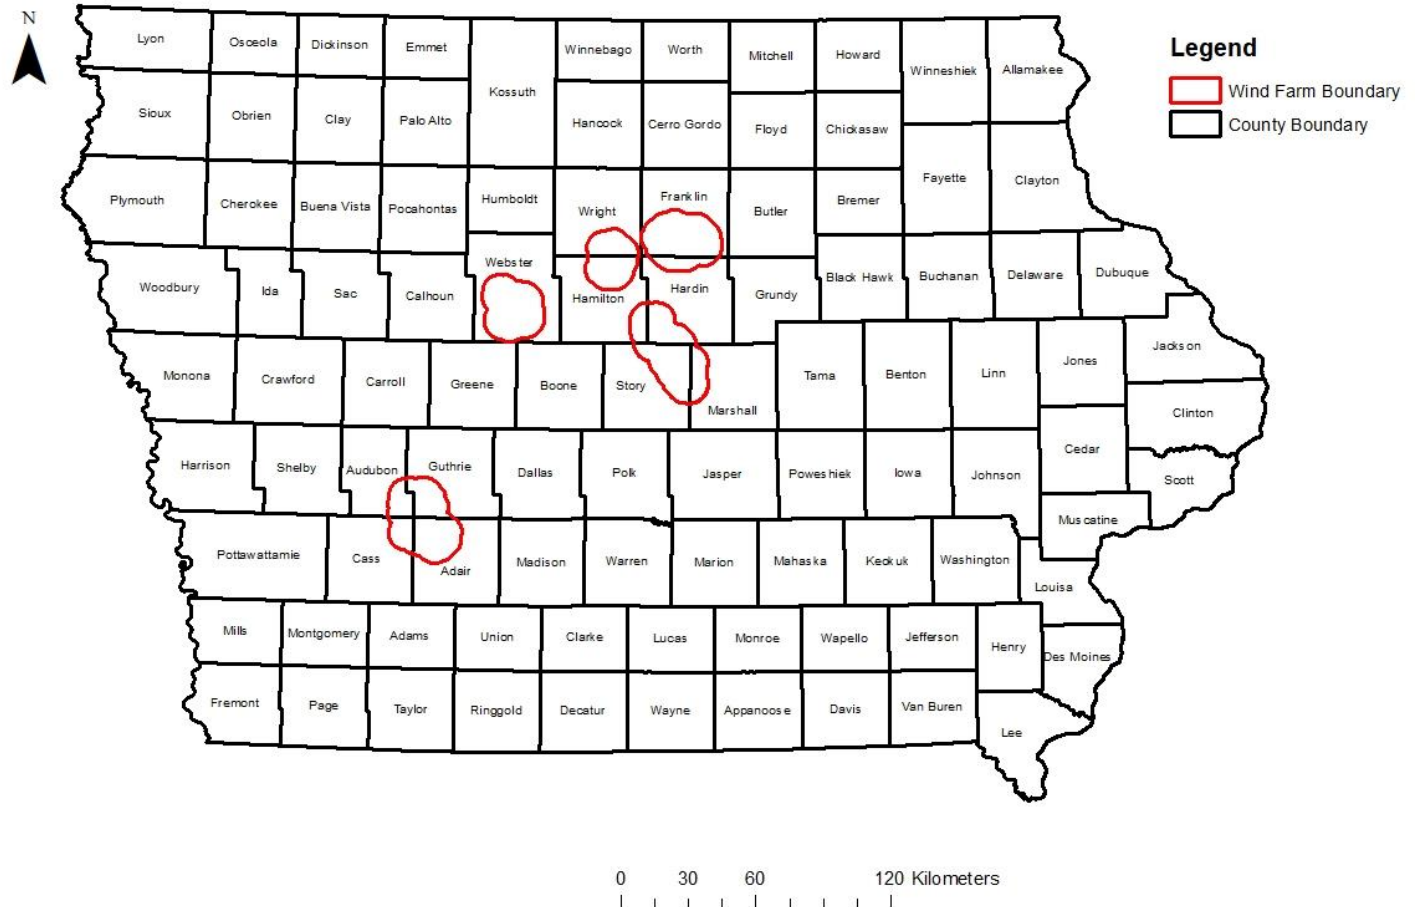 N
Legend
Wind Farm Boundary
County Boundary
Lyon
Osceola
Dickinson
Emmet
Kossuth
Winnebago
Worth
Mitchell
Howard
Winneshiek
Allamakee
Sioux
Obrien
Clay
Palo Alto
Hancock
Cerro Gordo
Floyd
Chickasaw
Plymouth
Cherokee
Buena Vista
Pocahontas
Humboldt
Wright
Franklin
Butler
Bremer
Fayette
Clayton
Woodbury
Ida
Sac
Calhoun
Webster
Hamilton
Hardin
Grundy
Black Hawk
Buchanan
Delaware
Dubuque
Monona
Crawford
Carroll
Greene
Boone
Story
Marshall
Tama
Benton
Linn
Jones
Jackson
Clinton
Harrison
Shelby
Audubon
Guthrie
Dallas
Polk
Jasper
Poweshiek
Iowa
Johnson
Cedar
Scott
Muscatine
Pottawattamie
Cass
Adair
Madison
Warren
Marion
Mahaska
Keokuk
Washington
Louisa
Mills
Montgomery
Adams
Union
Clarke
Lucas
Monroe
Wapello
Jefferson
Henry
Des Moines
Fremont
Page
Taylor
Ringgold
Decatur
Wayne
Appanoose
Davis
Van Buren
Lee
0 30 60 120 Kilometers